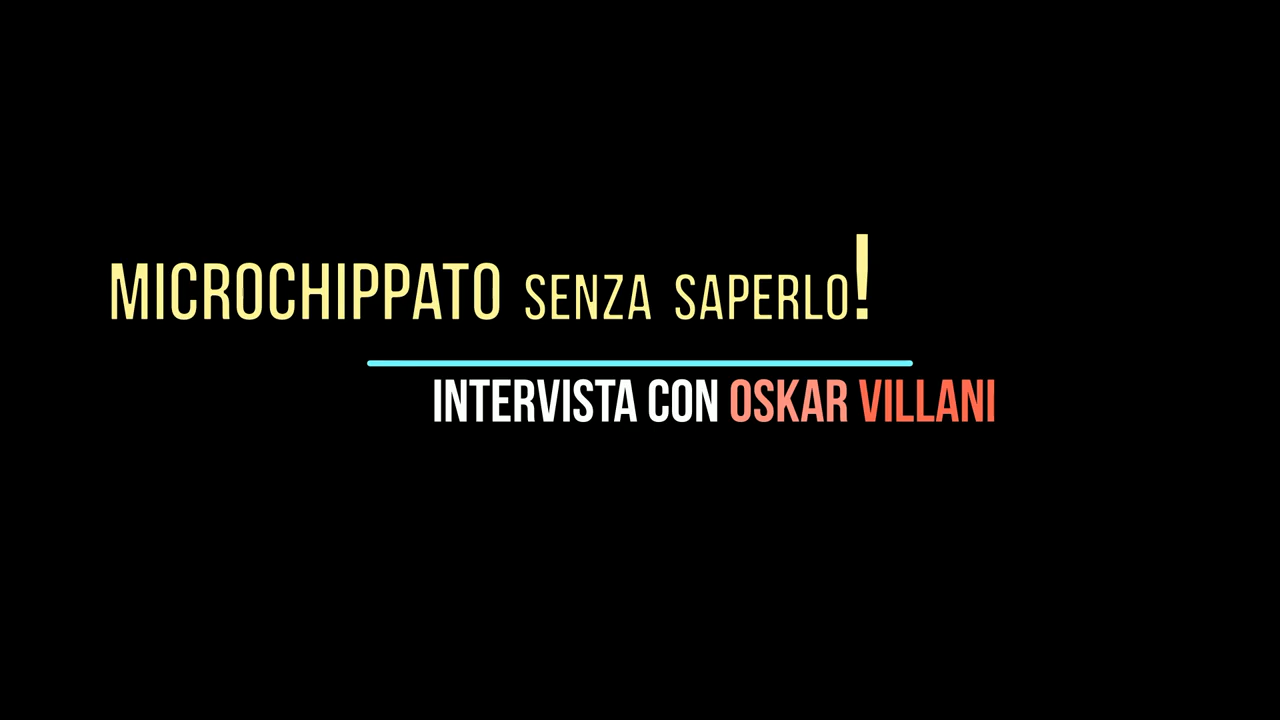 MICROCHIPPATO SENZA SAPERLO!
INTERVISTA CON OSKAR VILLANI